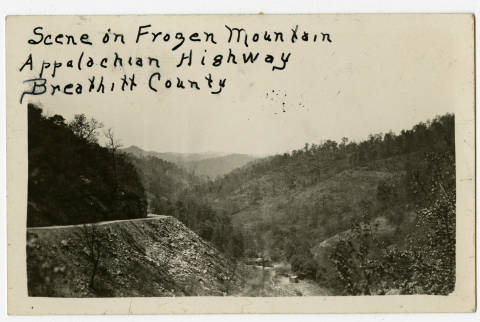 Scene on Frozen Mountain
Appalachian Highway
Breathitt County